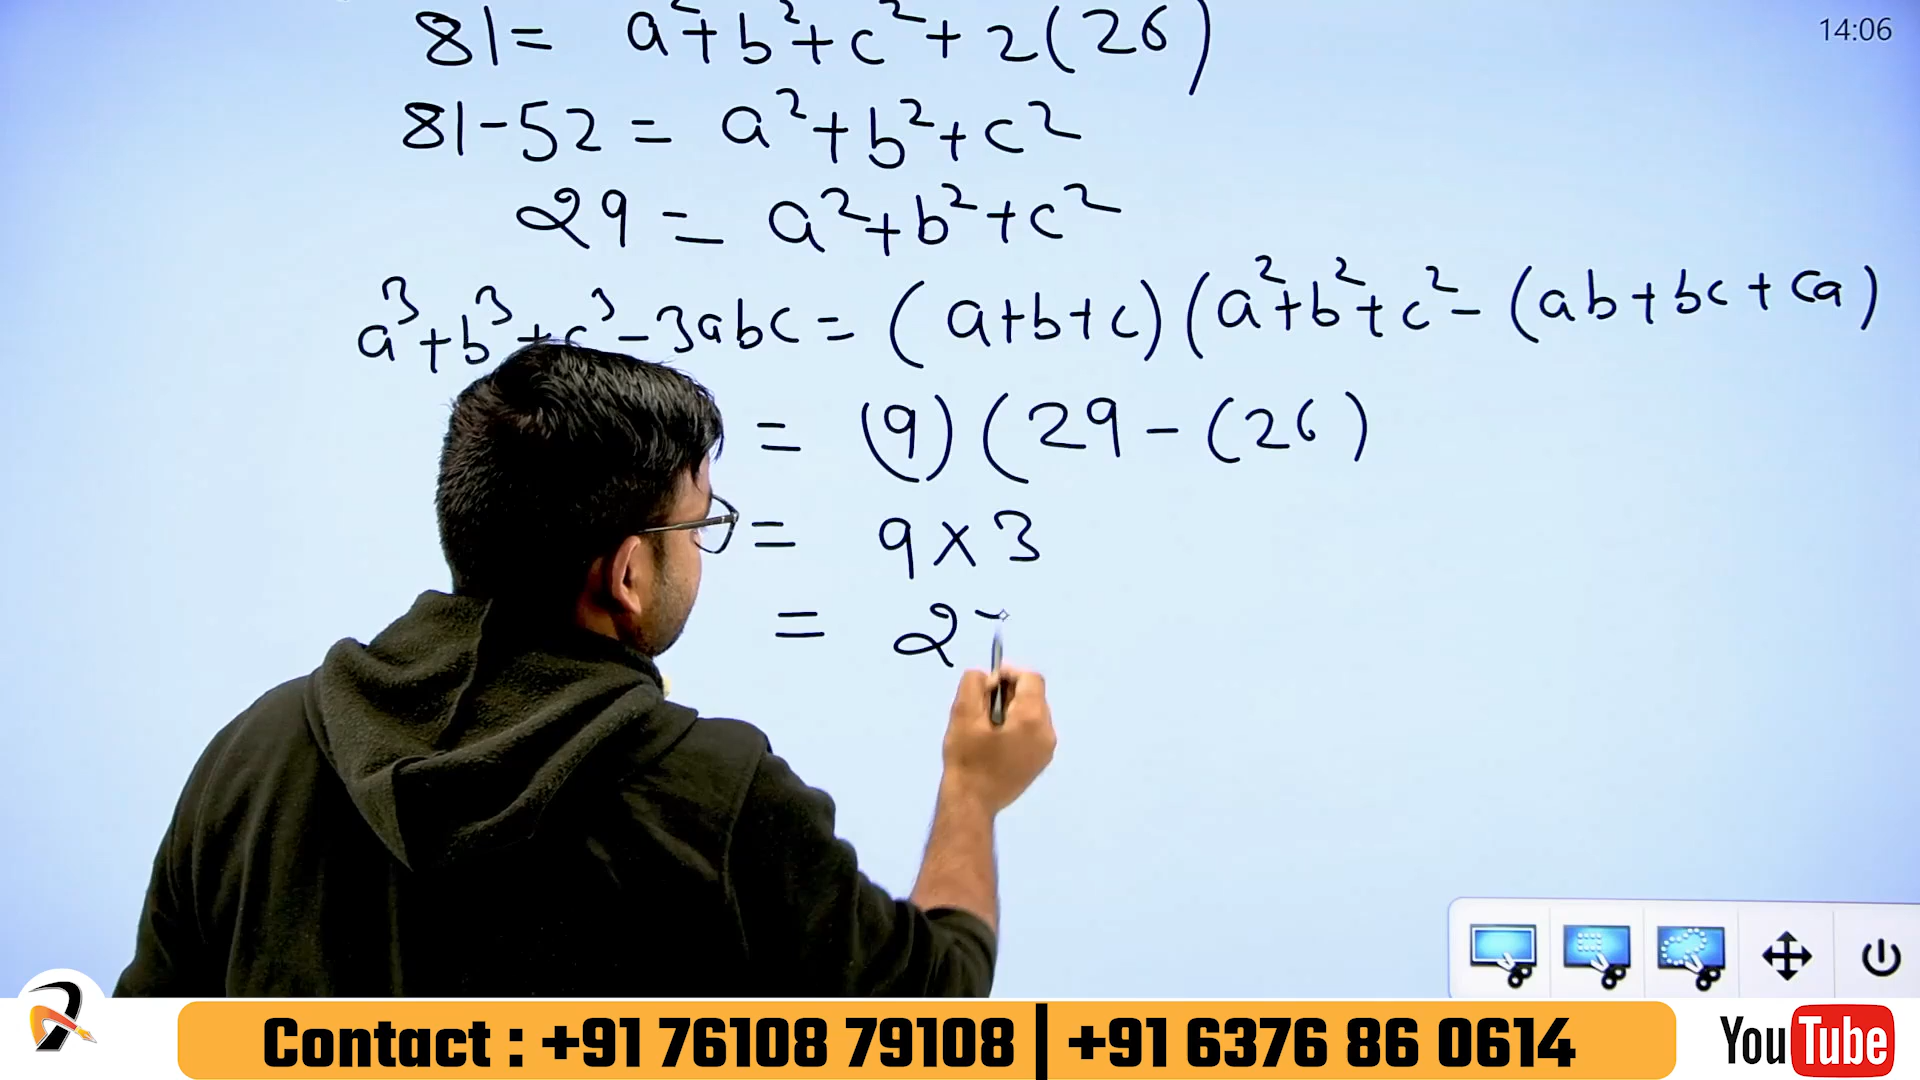 14:06
81 = a²+b²+c²+2(26)
81-52 = a²+b²+c²
29 = a²+b²+c²
a³+b³+c³-3abc = (a+b+c)(a²+b²+c²-(ab+bc+ca)
= (9)(29-(26)
= 9×3
= 2
Contact : +91 76108 79108 | +91 6376 86 0614
YouTube